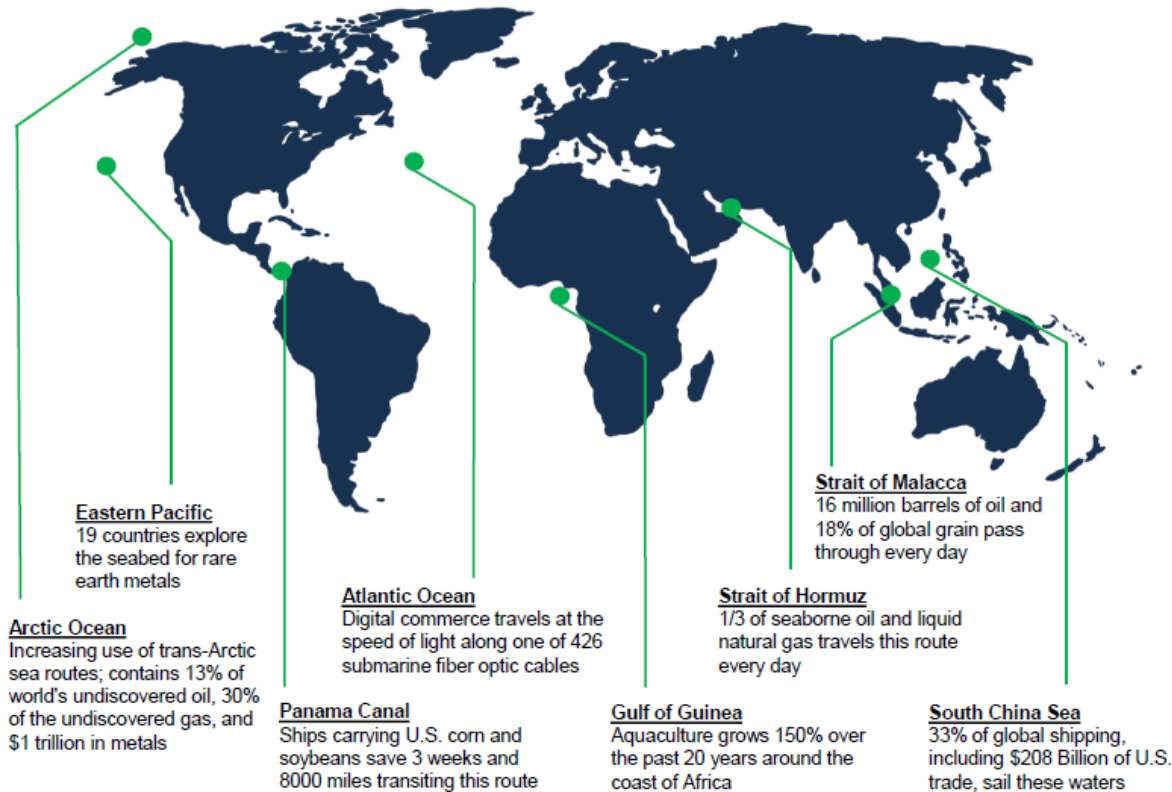 Eastern Pacific
19 countries explore
the seabed for rare
earth metals
Arctic Ocean
Increasing use of trans-Arctic
sea routes; contains 13% of
world's undiscovered oil, 30%
of the undiscovered gas, and
$1 trillion in metals
Panama Canal
Ships carrying U.S. corn and
soybeans save 3 weeks and
8000 miles transiting this route
Atlantic Ocean
Digital commerce travels at the
speed of light along one of 426
submarine fiber optic cables
Gulf of Guinea
Aquaculture grows 150% over
the past 20 years around the
coast of Africa
Strait of Malacca
16 million barrels of oil and
18% of global grain pass
through every day
Strait of Hormuz
1/3 of seaborne oil and liquid
natural gas travels this route
every day
South China Sea
33% of global shipping,
including $208 Billion of U.S.
trade, sail these waters